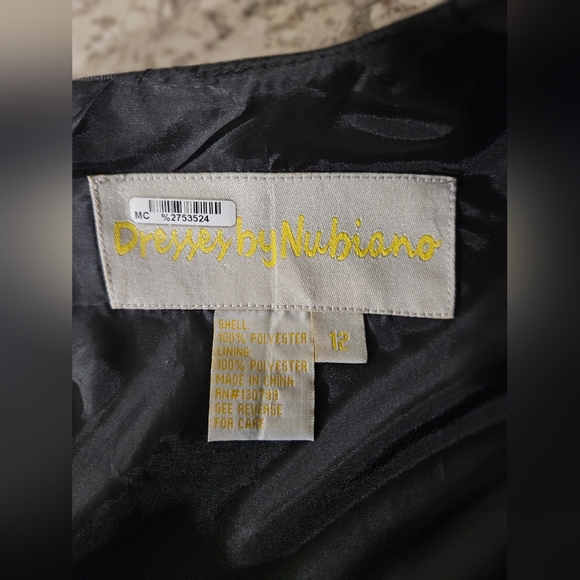 MC %2753524
Dresses by Nubiano
SHELL
100% POLYESTER
LINING
100% POLYESTER
MADE IN CHINA
SEE REVERSE
FOR CARE
12